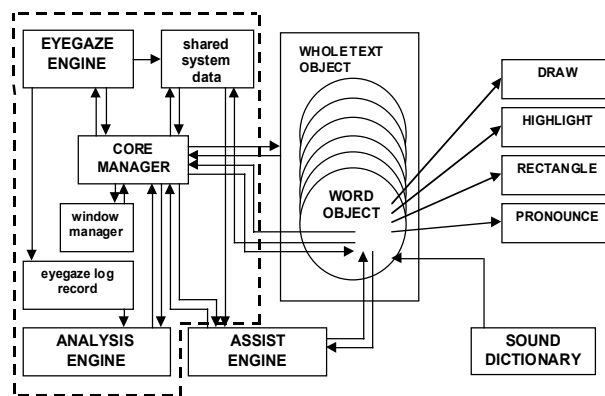 EYEGAZE
ENGINE
shared
system
data
WHOLETEXT
OBJECT
DRAW
HIGHLIGHT
CORE
MANAGER
RECTANGLE
WORD
OBJECT
PRONOUNCE
window
manager
eyegaze log
record
ANALYSIS
ENGINE
ASSIST
ENGINE
SOUND
DICTIONARY